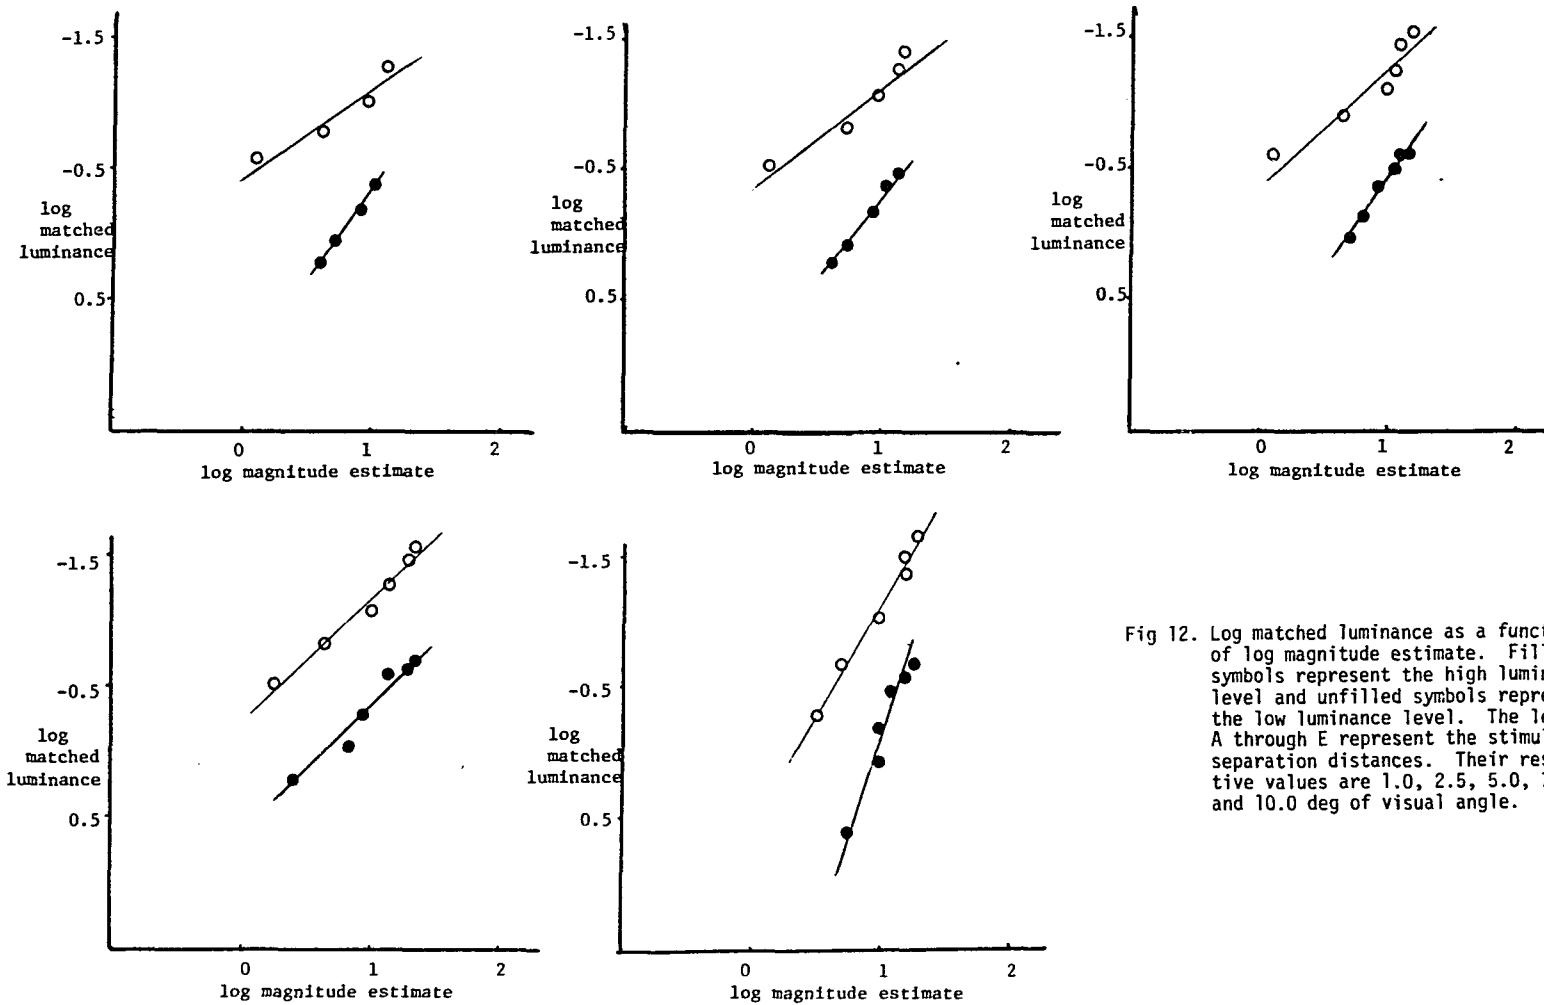 -1.5
-0.5
log
matched
luminance
0.5
0 1 2
log magnitude estimate
-1.5
-0.5
log
matched
luminance
0.5
0 1 2
log magnitude estimate
-1.5
-0.5
log
matched
luminance
0.5
0 1 2
log magnitude estimate
-1.5
-0.5
log
matched
luminance
0.5
0 1 2
log magnitude estimate
-1.5
-0.5
log
matched
luminance
0.5
0 1 2
log magnitude estimate
Fig 12. Log matched luminance as a funct
of log magnitude estimate. Fill
symbols represent the high lumin
level and unfilled symbols repre
the low luminance level. The le
A through E represent the stimul
separation distances. Their res
tive values are 1.0, 2.5, 5.0,
and 10.0 deg of visual angle.